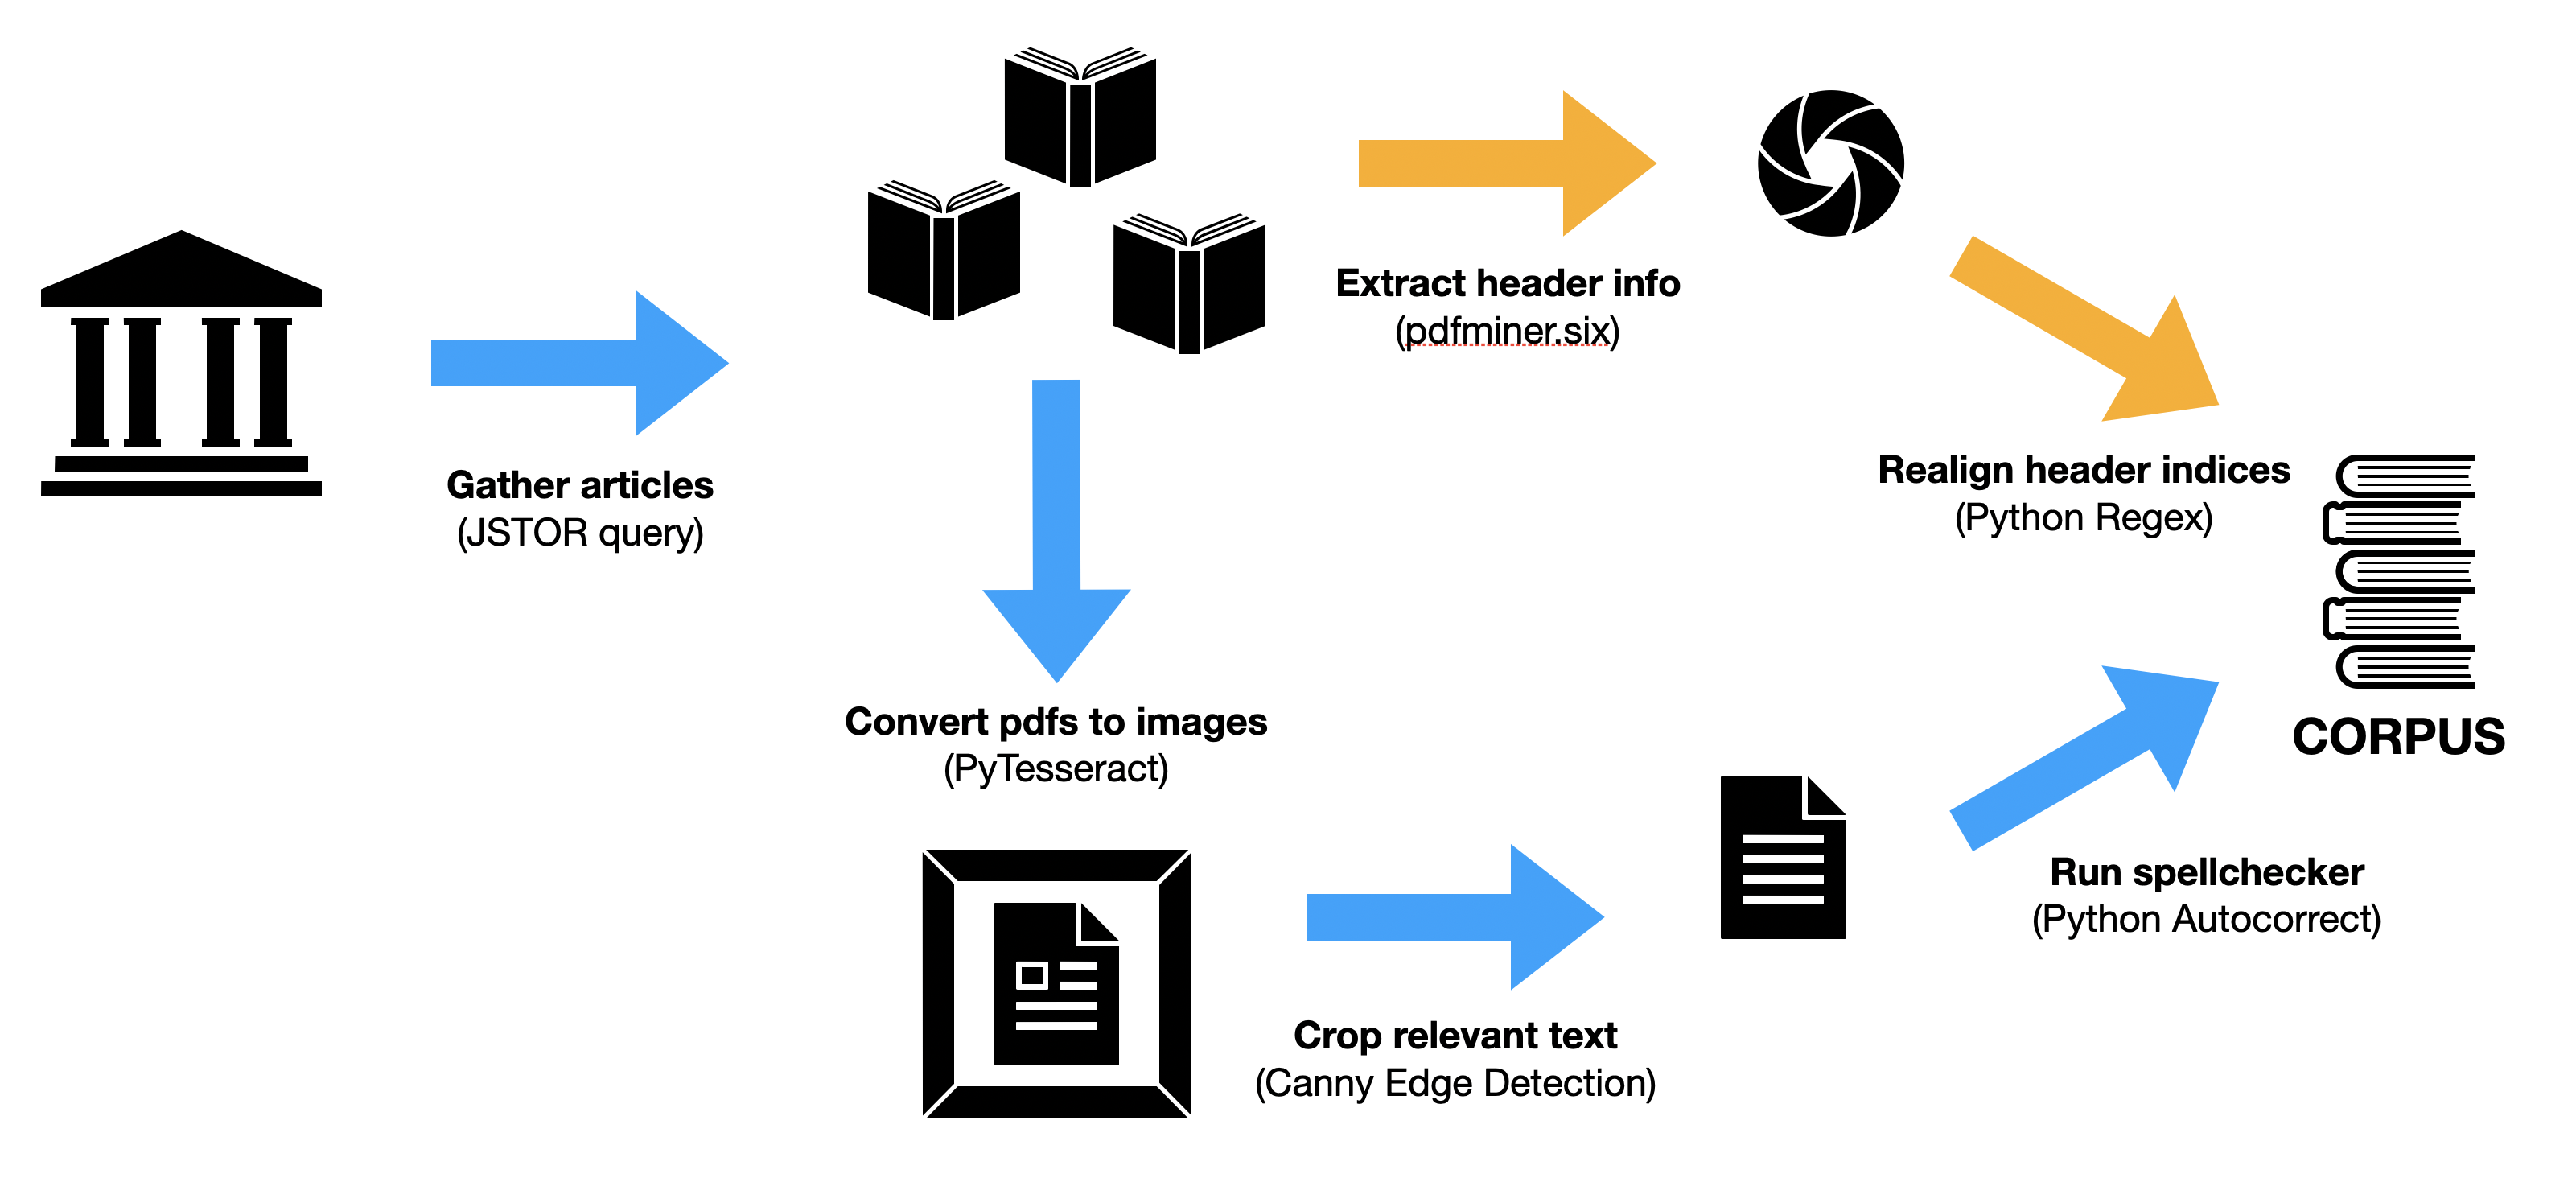 Gather articles
(JSTOR query)
Extract header info
(pdfminer.six)
Realign header indices
(Python Regex)
Convert pdfs to images
(PyTesseract)
Crop relevant text
(Canny Edge Detection)
Run spellchecker
(Python Autocorrect)
CORPUS